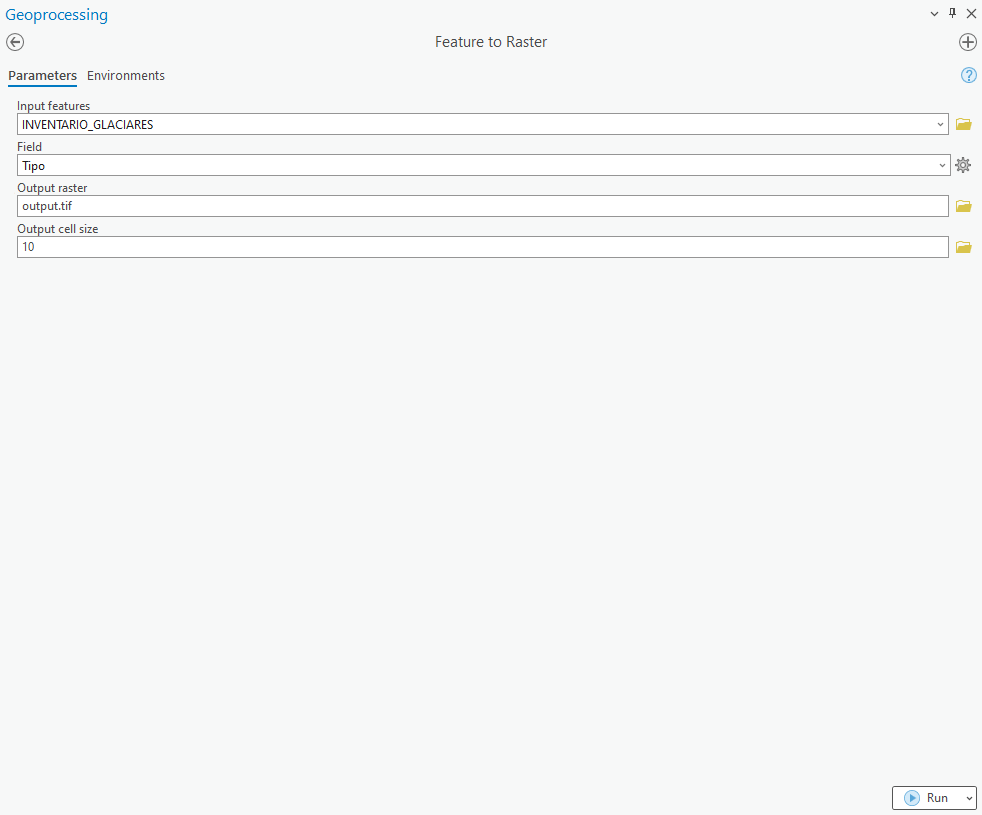 Geoprocessing
Feature to Raster
Parameters Environments
Input features
INVENTARIO_GLACIARES
Field
Tipo
Output raster
output.tif
Output cell size
10
Run